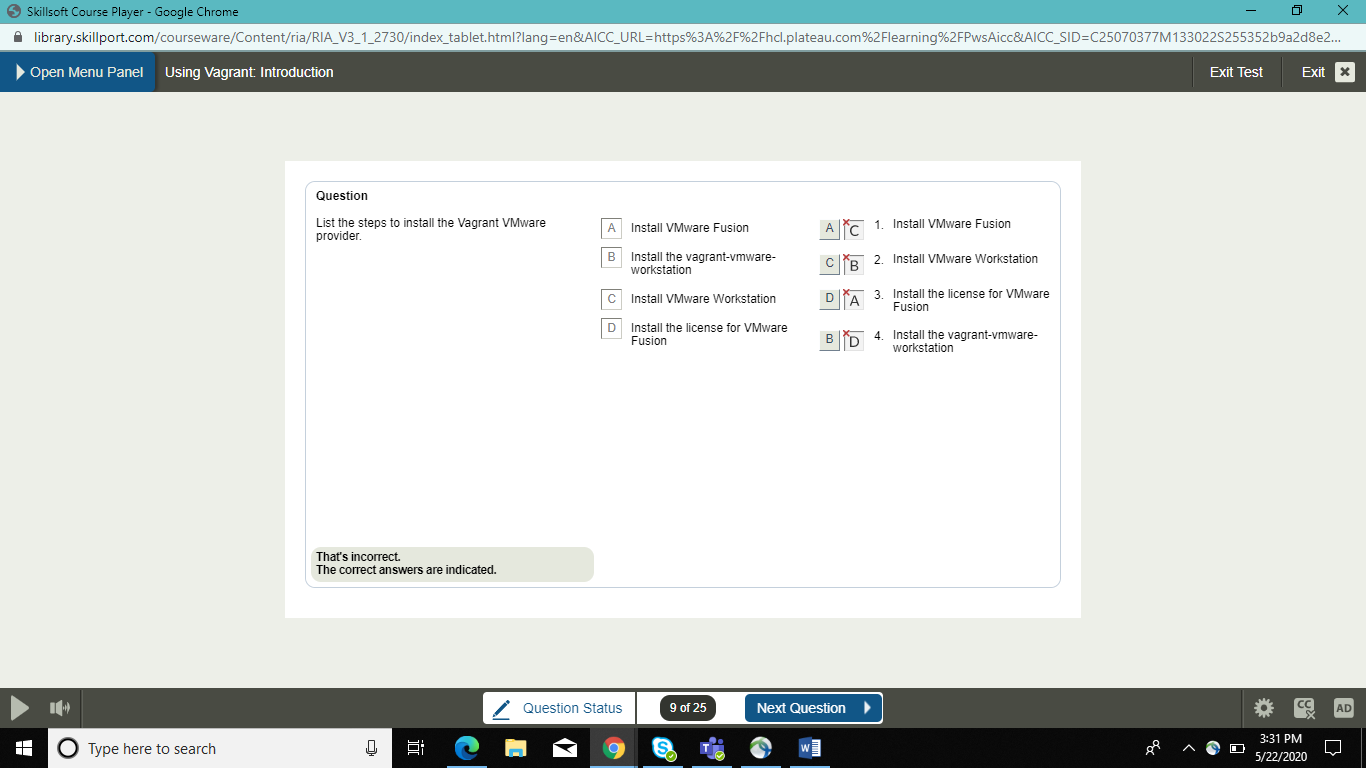 Skillsoft Course Player - Google Chrome
library.skillport.com/courseware/Content/ria/RIA_V3_1_2730/index_tablet.html?lang=en&AICC_URL=https%3A%2F%2Fhcl.plateau.com%2Flearning%2FPwsAicc&AICC_SID=C25070377M133022S255352b9a2d8e2...
Open Menu Panel
Using Vagrant: Introduction
Exit Test
Exit
Question
List the steps to install the Vagrant VMware
provider.
A Install VMware Fusion
B Install the vagrant-vmware-
workstation
C Install VMware Workstation
D Install the license for VMware
Fusion
A C 1. Install VMware Fusion
C B 2. Install VMware Workstation
D A 3. Install the license for VMware
Fusion
B D 4. Install the vagrant-vmware-
workstation
That's incorrect.
The correct answers are indicated.
Question Status
9 of 25
Next Question
CC
AD
Type here to search
3:31 PM
5/22/2020